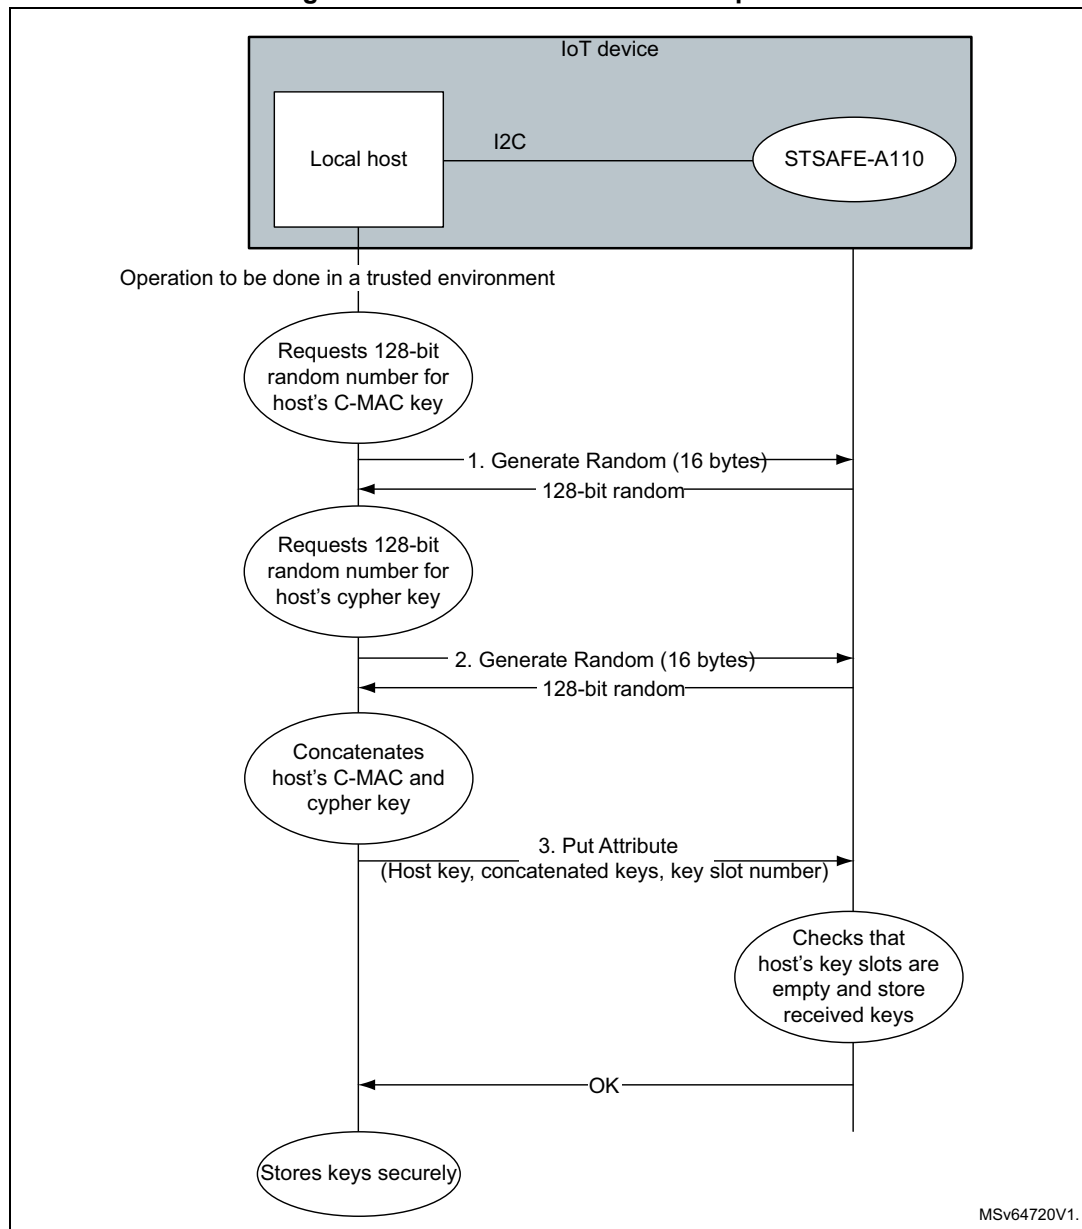 IoT device
Local host
I2C
STSAFE-A110
Operation to be done in a trusted environment
Requests 128-bit
random number for
host's C-MAC key
1. Generate Random (16 bytes)
128-bit random
Requests 128-bit
random number for
host's cypher key
2. Generate Random (16 bytes)
128-bit random
Concatenates
host's C-MAC and
cypher key
3. Put Attribute
(Host key, concatenated keys, key slot number)
Checks that
host's key slots are
empty and store
received keys
OK
Stores keys securely
MSv64720V1.